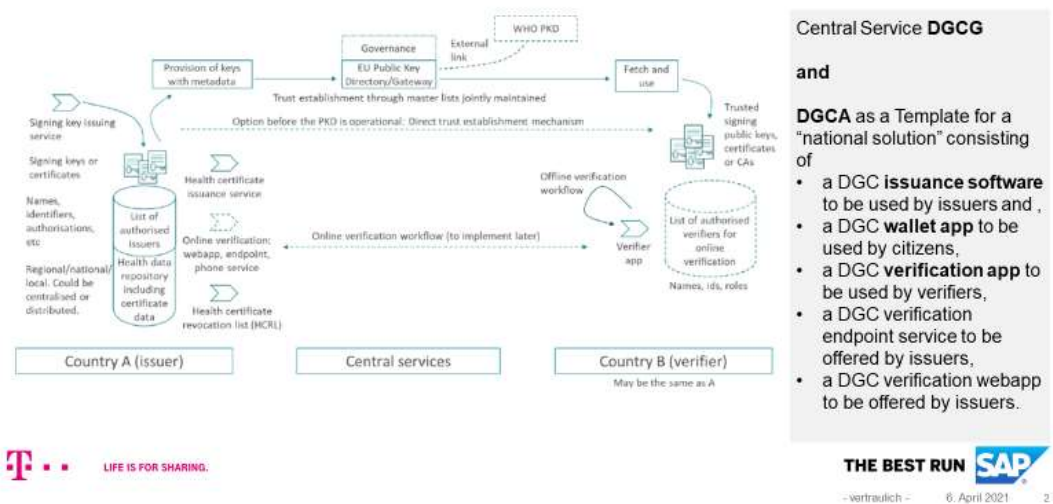 WHO PKD
Governance
External
link
EU Public Key
Directory/Gateway
Provision of keys
with metadata
Fetch and
use
Trust establishment through master lists jointly maintained
Signing key issuing
service
Option before the PKD is operational: Direct trust establishment mechanism
Trusted
signing
public keys,
certificates
or CAs
Signing keys or
certificates
Health certificate
issuance service
Offline verification
workflow
Names,
identifiers,
authorisations,
etc
List of
authorised
issuers
Online verification:
webapp, endpoint,
phone service
Online verification workflow (to implement later)
Verifier
app
List of authorised
verifiers for
online
verification
Names, ids, roles
Regional/national/
local. Could be
centralised or
distributed.
Health data
repository
including
certificate
data
Health certificate
revocation list (HCRL)
Country A (issuer)
Central services
Country B (verifier)
May be the same as A
Central Service DGCG
and
DGCA as a Template for a
“national solution” consisting
of
• a DGC issuance software
to be used by issuers and ,
• a DGC wallet app to be
used by citizens,
• a DGC verification app to
be used by verifiers,
• a DGC verification
endpoint service to be
offered by issuers,
• a DGC verification webapp
to be offered by issuers.
T
LIFE IS FOR SHARING.
THE BEST RUN SAP
- vertraulich - 6. April 2021 2